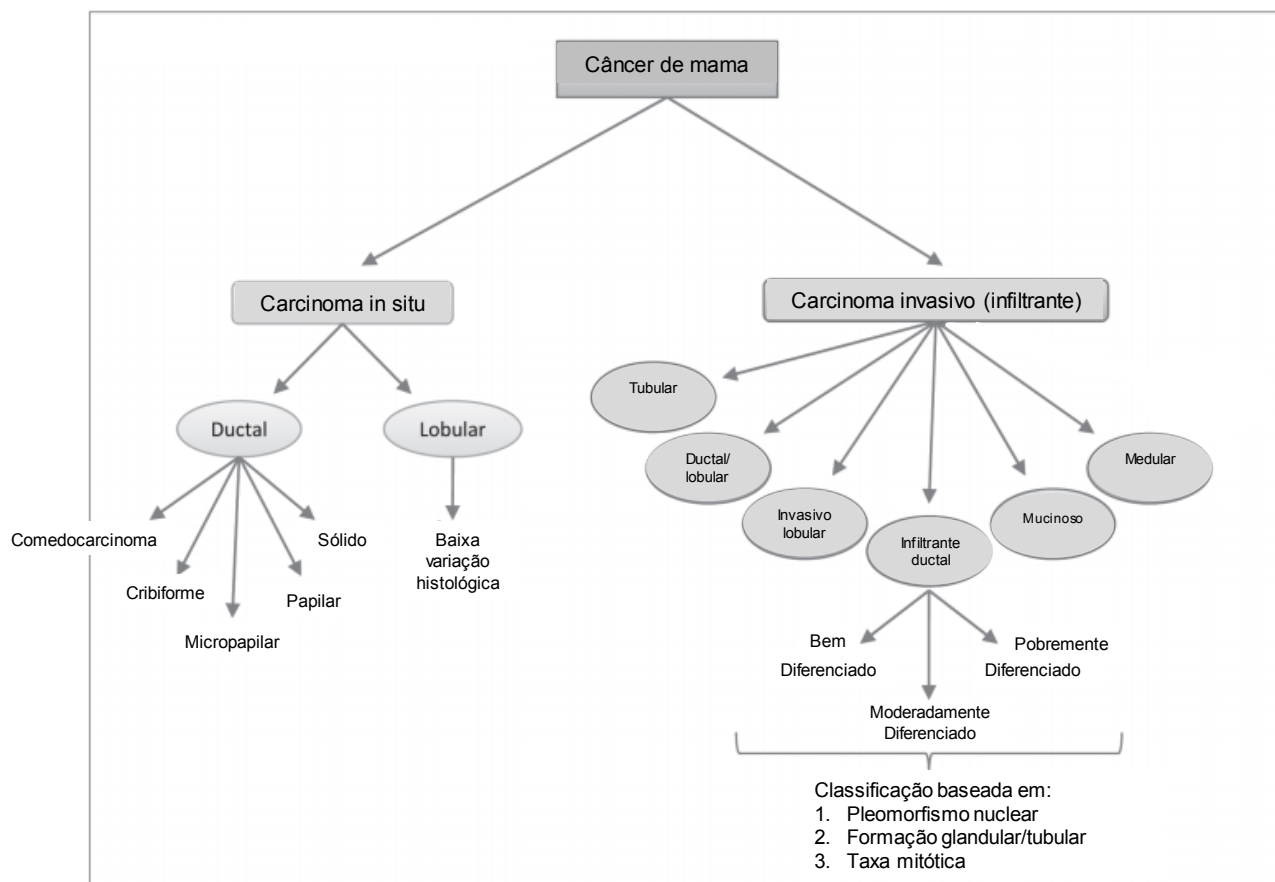 Câncer de mama
Carcinoma in situ
Carcinoma invasivo (infiltrante)
Ductal
Lobular
Comedocarcinoma
Cribiforme
Micropapilar
Papilar
Sólido
Baixa
variação
histológica
Tubular
Ductal/
lobular
Invasivo
lobular
Infiltrante
ductal
Mucinoso
Medular
Bem
Diferenciado
Moderadamente
Diferenciado
Pobremente
Diferenciado
Classificação baseada em:
1. Pleomorfismo nuclear
2. Formação glandular/tubular
3. Taxa mitótica